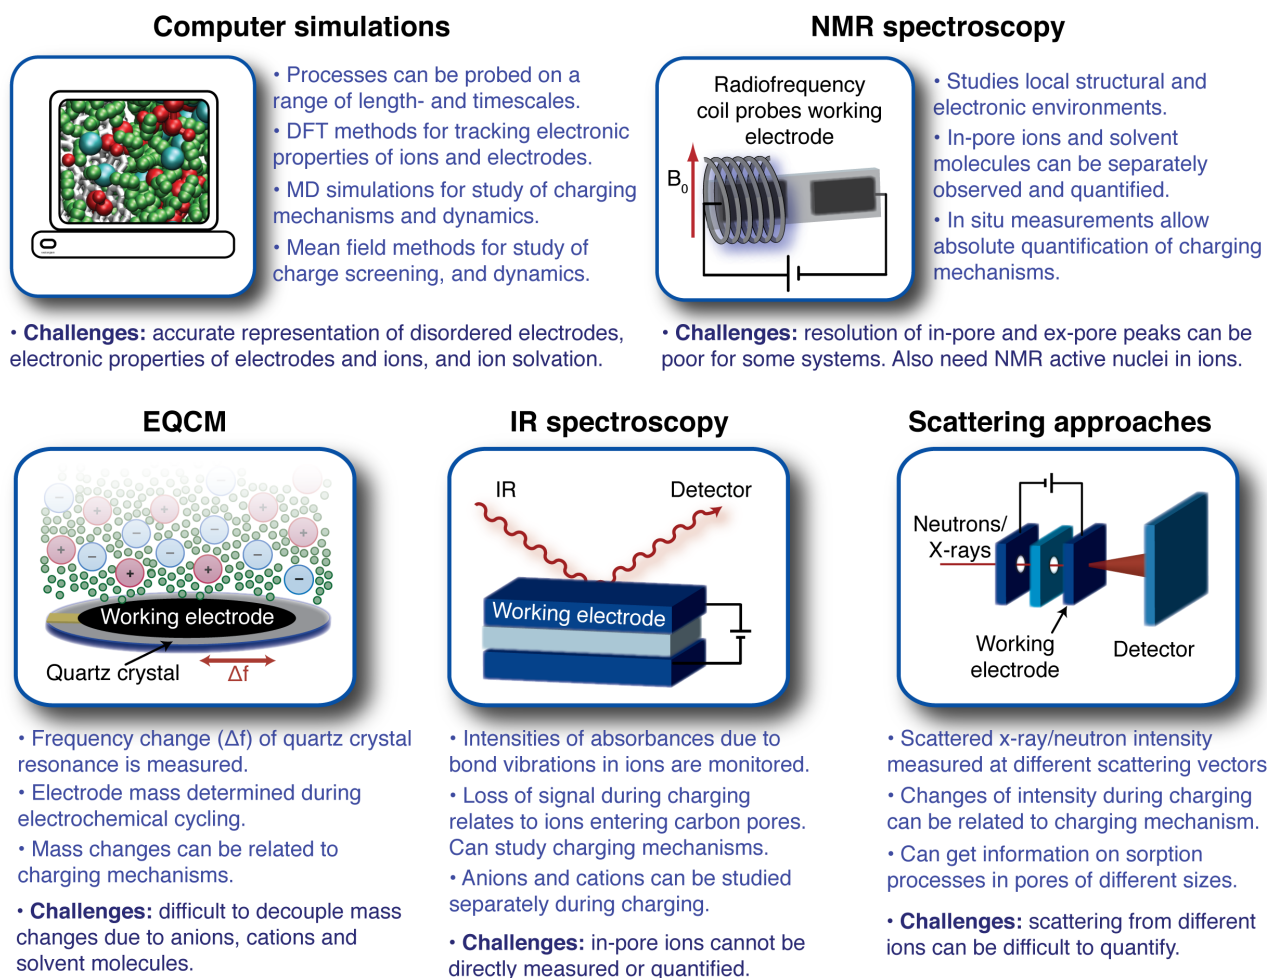 Computer simulations
• Processes can be probed on a
range of length- and timescales.
• DFT methods for tracking electronic
properties of ions and electrodes.
• MD simulations for study of charging
mechanisms and dynamics.
• Mean field methods for study of
charge screening, and dynamics.
• Challenges: accurate representation of disordered electrodes,
electronic properties of electrodes and ions, and ion solvation.
NMR spectroscopy
Radiofrequency
coil probes working
electrode
B0
• Studies local structural and
electronic environments.
• In-pore ions and solvent
molecules can be separately
observed and quantified.
• In situ measurements allow
absolute quantification of charging
mechanisms.
• Challenges: resolution of in-pore and ex-pore peaks can be
poor for some systems. Also need NMR active nuclei in ions.
EQCM
Working electrode
Quartz crystal
Δf
• Frequency change (Δf) of quartz crystal
resonance is measured.
• Electrode mass determined during
electrochemical cycling.
• Mass changes can be related to
charging mechanisms.
• Challenges: difficult to decouple mass
changes due to anions, cations and
solvent molecules.
IR spectroscopy
IR
Detector
Working electrode
• Intensities of absorbances due to
bond vibrations in ions are monitored.
• Loss of signal during charging
relates to ions entering carbon pores.
Can study charging mechanisms.
• Anions and cations can be studied
separately during charging.
• Challenges: in-pore ions cannot be
directly measured or quantified.
Scattering approaches
Neutrons/
X-rays
Working
electrode
Detector
• Scattered x-ray/neutron intensity
measured at different scattering vectors
• Changes of intensity during charging
can be related to charging mechanism.
• Can get information on sorption
processes in pores of different sizes.
• Challenges: scattering from different
ions can be difficult to quantify.